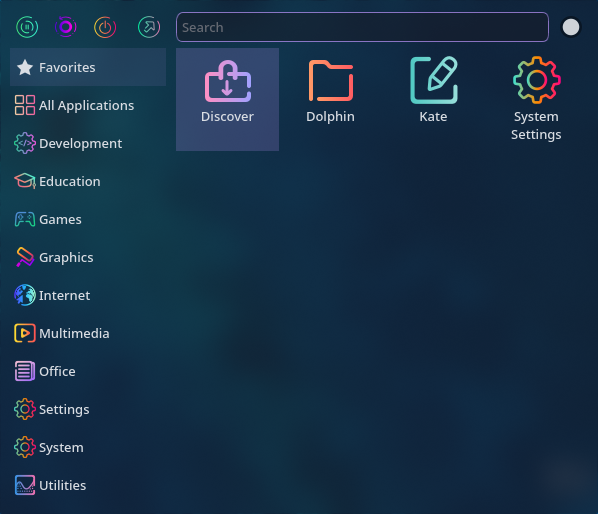 Search
Favorites
All Applications
Development
Education
Games
Graphics
Internet
Multimedia
Office
Settings
System
Utilities
Discover
Dolphin
Kate
System
Settings